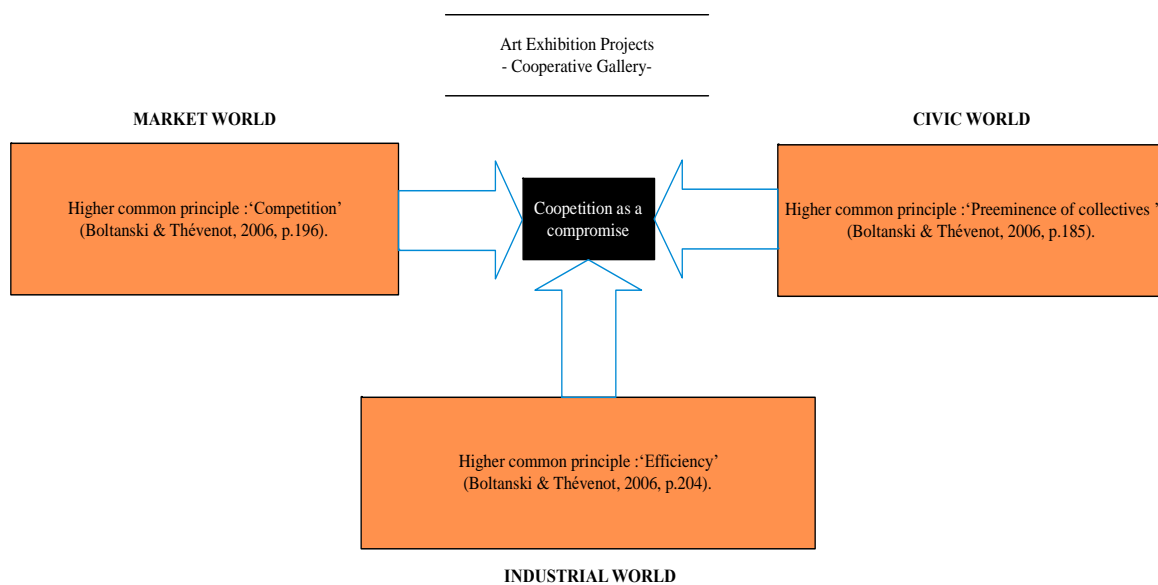 Art Exhibition Projects
- Cooperative Gallery-
MARKET WORLD
CIVIC WORLD
Higher common principle :‘Competition’
(Boltanski & Thévenot, 2006, p.196).
Coopetition as a
compromise
Higher common principle :‘Preeminence of collectives ’
(Boltanski & Thévenot, 2006, p.185).
Higher common principle :‘Efficiency’
(Boltanski & Thévenot, 2006, p.204).
INDUSTRIAL WORLD